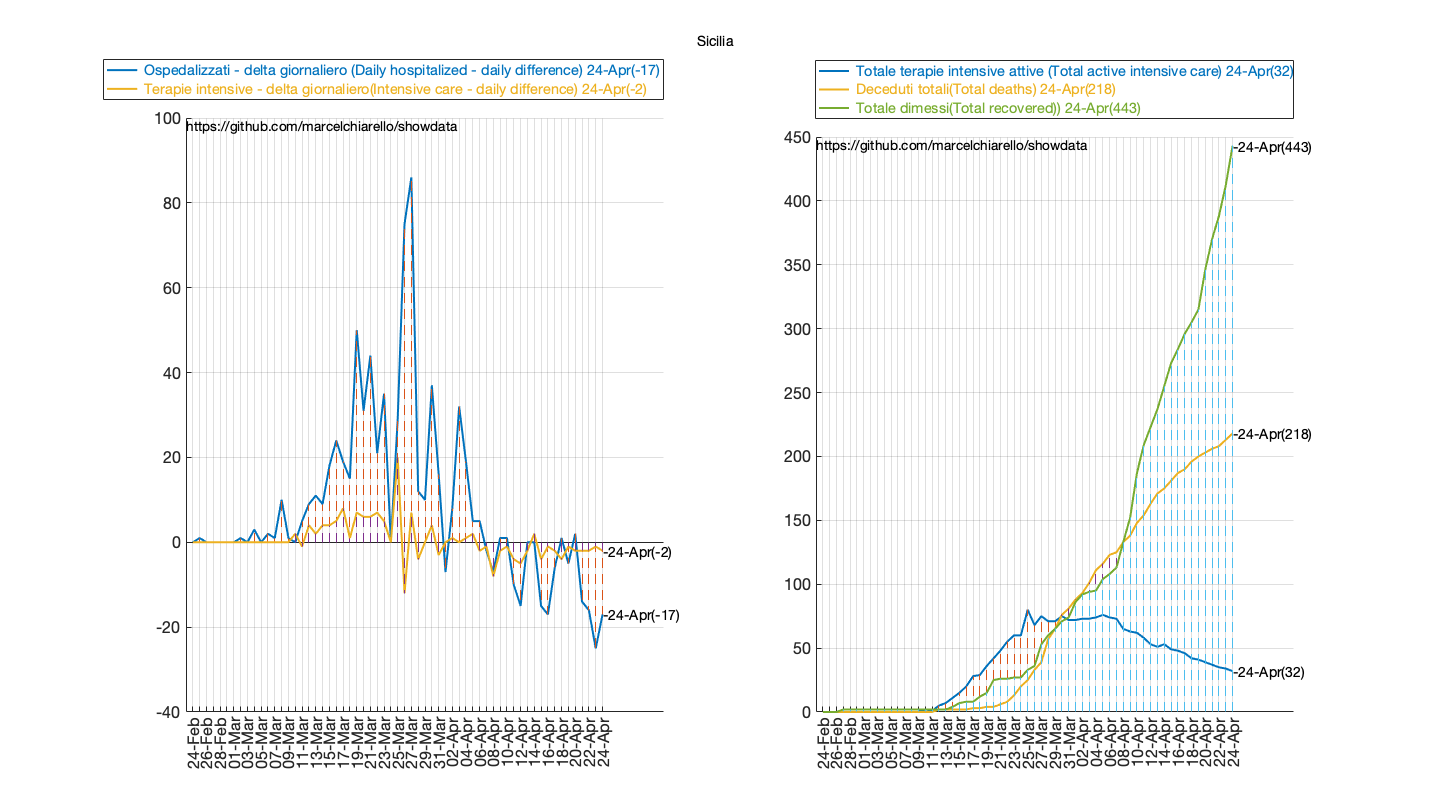 Sicilia
Ospedalizzati - delta giornaliero (Daily hospitalized - daily difference) 24-Apr(-17)
Terapie intensive - delta giornaliero(Intensive care - daily difference) 24-Apr(-2)
https://github.com/marcelchiarello/showdata
100
80
60
40
20
0
-20
-40
-24-Apr(-2)
-24-Apr(-17)
24-Feb
26-Feb
28-Feb
01-Mar
03-Mar
05-Mar
07-Mar
09-Mar
11-Mar
13-Mar
15-Mar
17-Mar
19-Mar
21-Mar
23-Mar
25-Mar
27-Mar
29-Mar
31-Mar
02-Apr
04-Apr
06-Apr
08-Apr
10-Apr
12-Apr
14-Apr
16-Apr
18-Apr
20-Apr
22-Apr
24-Apr
Totale terapie intensive attive (Total active intensive care) 24-Apr(32)
Deceduti totali(Total deaths) 24-Apr(218)
Totale dimessi(Total recovered)) 24-Apr(443)
https://github.com/marcelchiarello/showdata
450
400
350
300
250
200
150
100
50
0
-24-Apr(443)
-24-Apr(218)
-24-Apr(32)
24-Feb
26-Feb
28-Feb
01-Mar
03-Mar
05-Mar
07-Mar
09-Mar
11-Mar
13-Mar
15-Mar
17-Mar
19-Mar
21-Mar
23-Mar
25-Mar
27-Mar
29-Mar
31-Mar
02-Apr
04-Apr
06-Apr
08-Apr
10-Apr
12-Apr
14-Apr
16-Apr
18-Apr
20-Apr
22-Apr
24-Apr